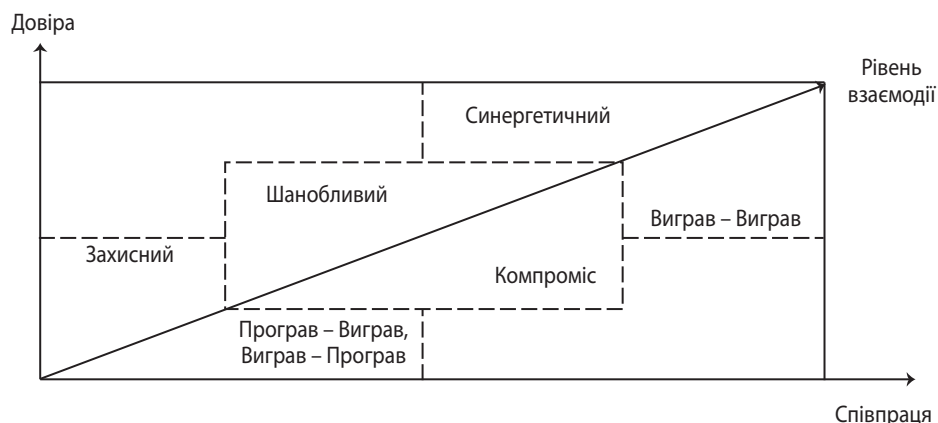 Довіра
Рівень
взаємодії
Синергетичний
Шанобливий
Виграв – Виграв
Захисний
Компроміс
Програв – Виграв,
Виграв – Програв
Співпраця